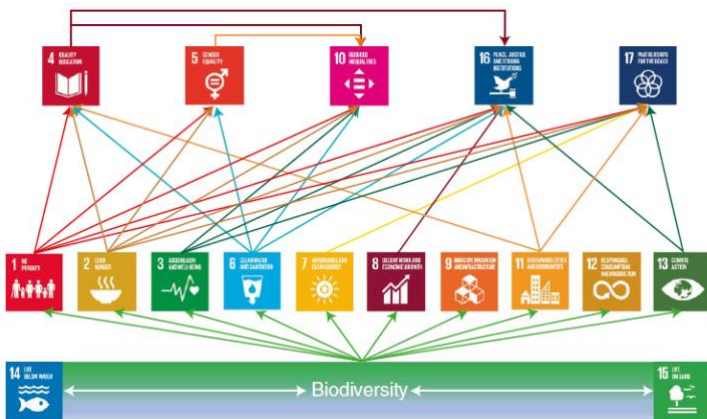 4 QUALITY
EDUCATION
5 GENDER
EQUALITY
10 REDUCED
INEQUALITIES
16 PEACE, JUSTICE
AND STRONG
INSTITUTIONS
17 PARTNERSHIPS
FOR THE GOALS
1 NO
POVERTY
2 ZERO
HUNGER
3 GOOD HEALTH
AND WELL-BEING
6 CLEAN WATER
AND SANITATION
7 AFFORDABLE AND
CLEAN ENERGY
8 DECENT WORK AND
ECONOMIC GROWTH
9 INDUSTRY, INNOVATION
AND INFRASTRUCTURE
11 SUSTAINABLE CITIES
AND COMMUNITIES
12 RESPONSIBLE
CONSUMPTION
AND PRODUCTION
13 CLIMATE
ACTION
14 LIFE
BELOW WATER
Biodiversity
15 LIFE
ON LAND